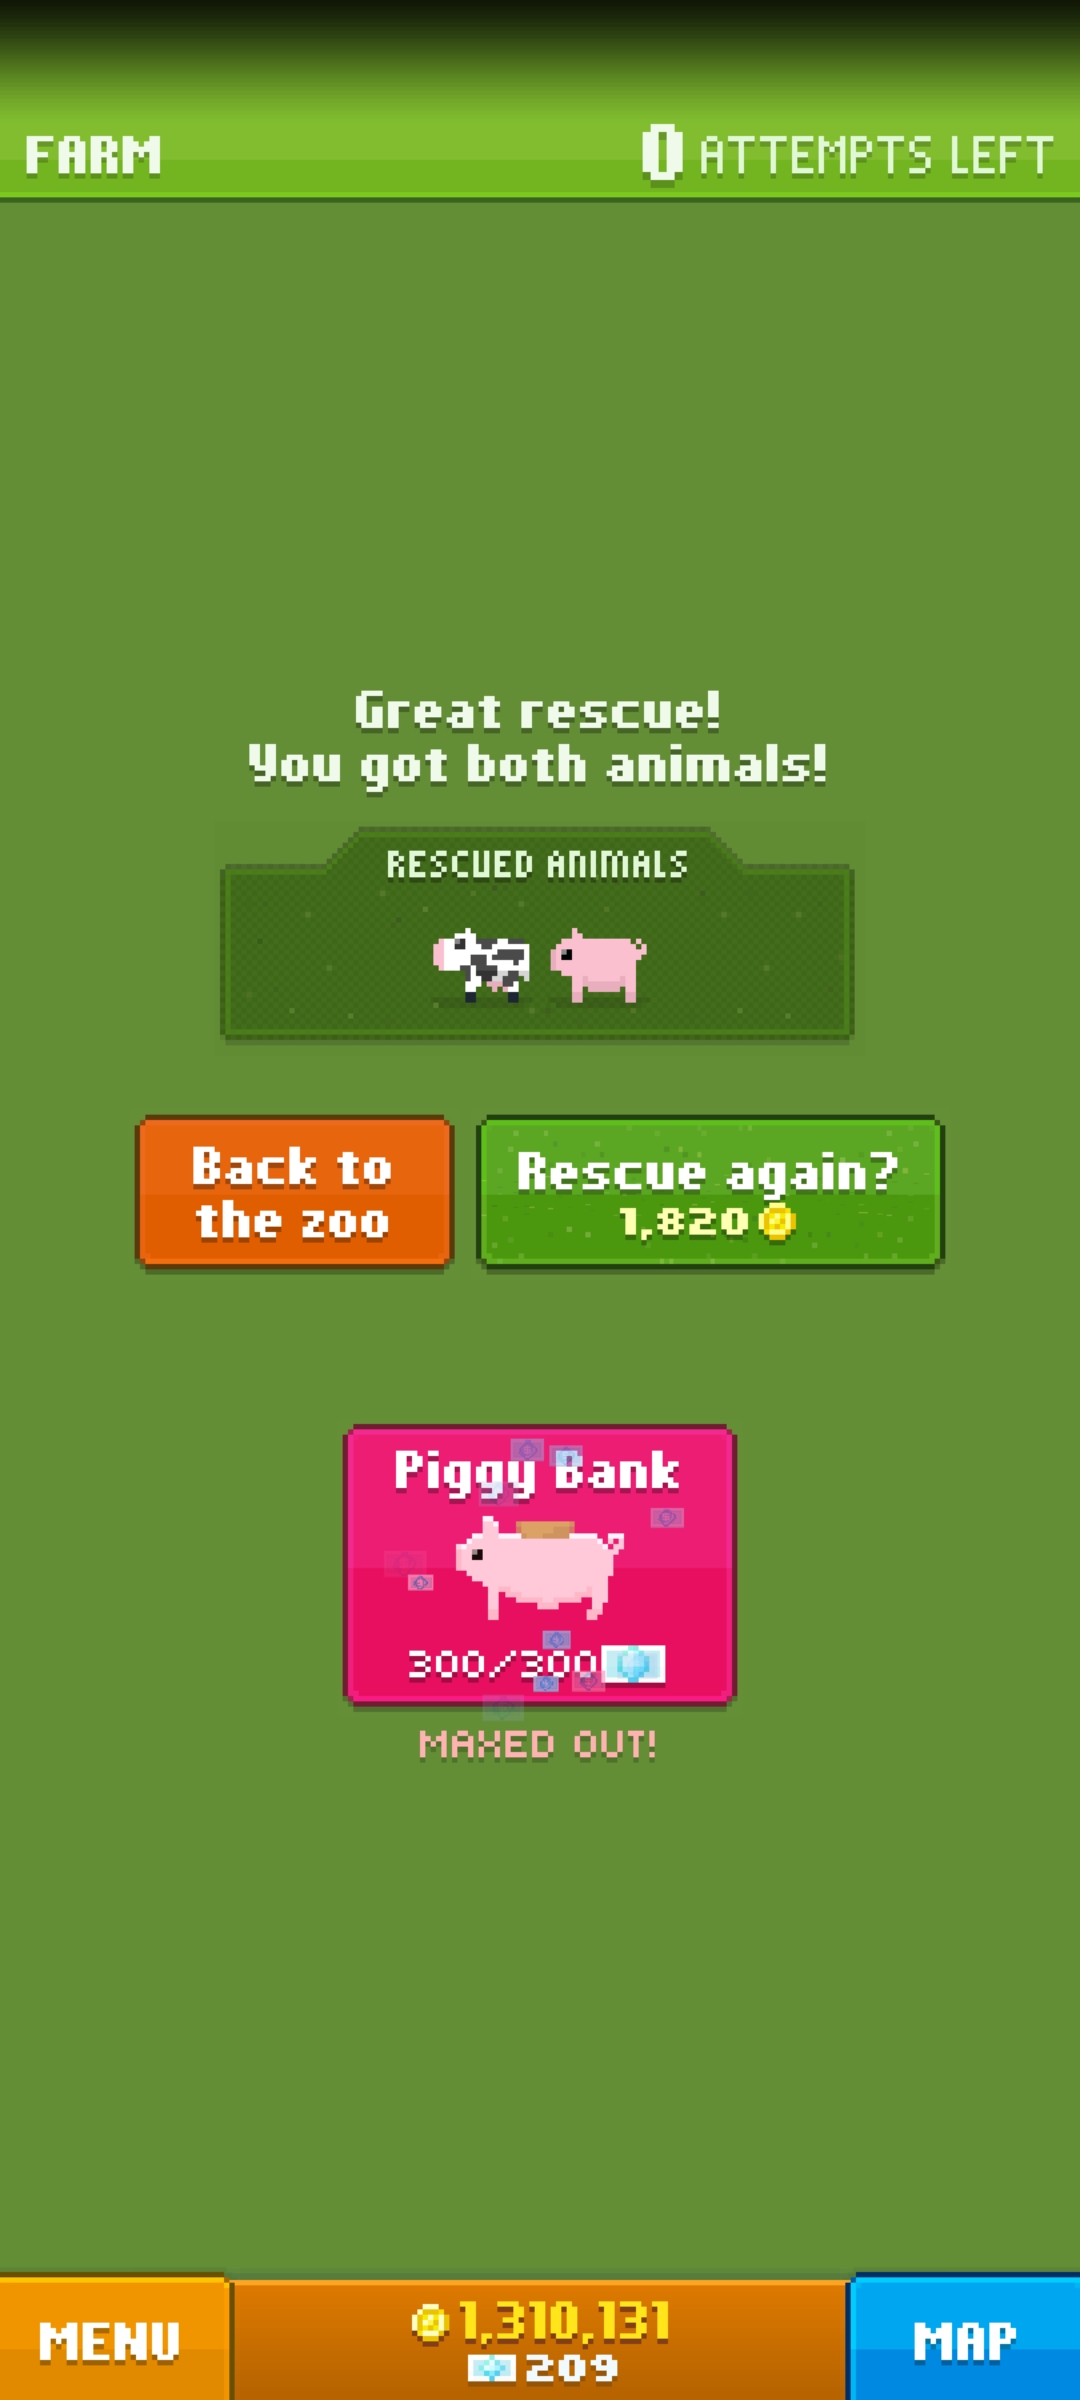 FARM
0 ATTEMPTS LEFT
Great rescue!
You got both animals!
RESCUED ANIMALS
Back to
the zoo
Rescue again?
1,820
Piggy Bank
300/300
MAXED OUT!
MENU
1,310,131
209
MAP